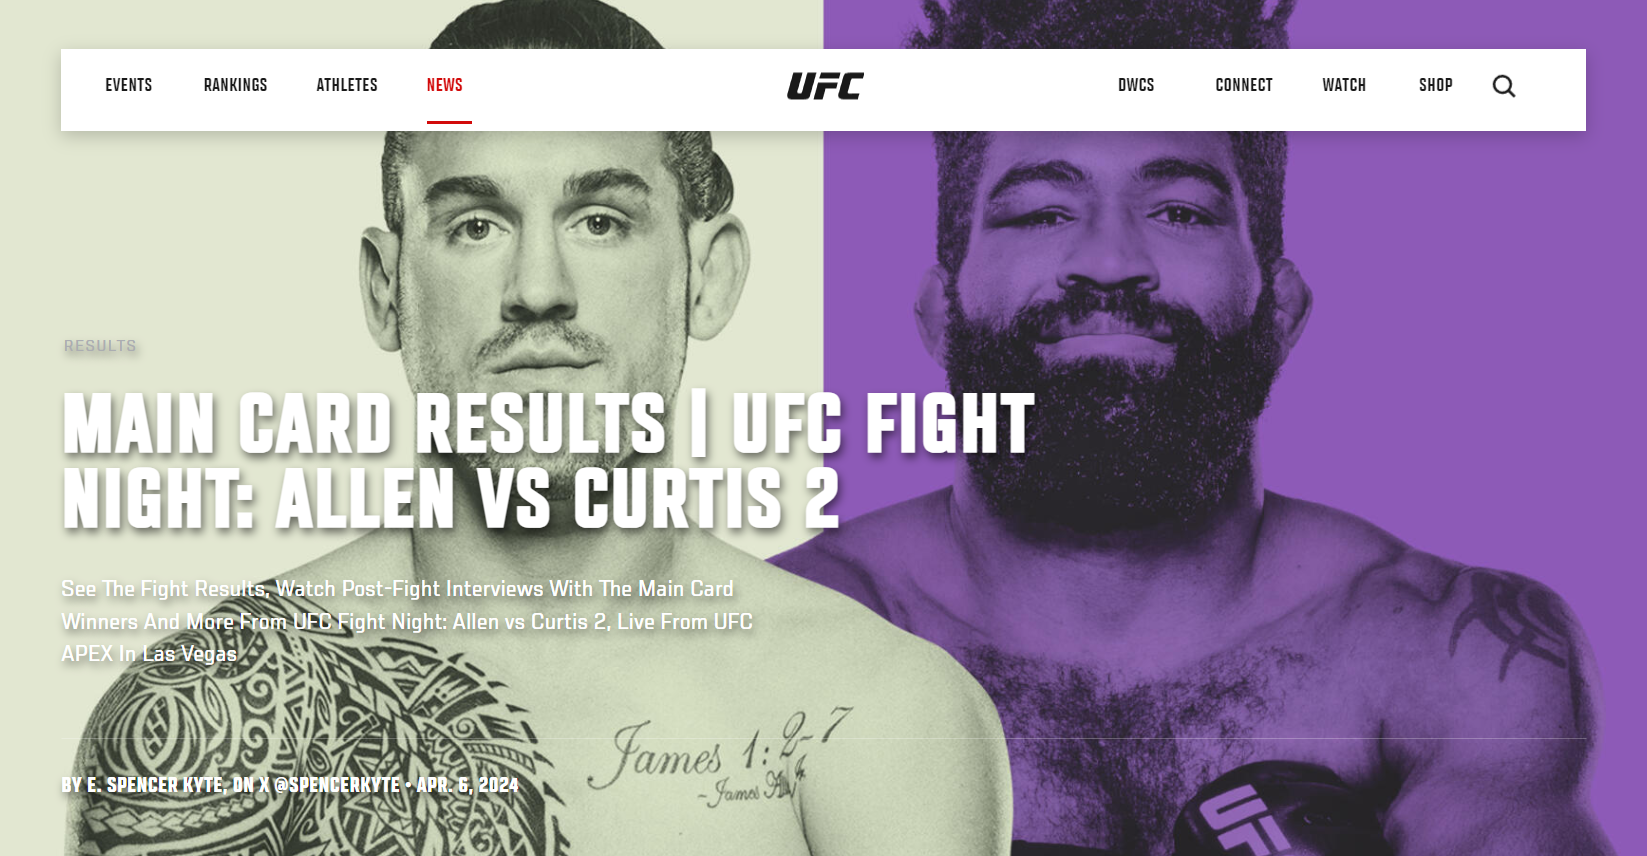 EVENTS RANKINGS ATHLETES NEWS UFC DWCS CONNECT WATCH SHOP
RESULTS
MAIN CARD RESULTS | UFC FIGHT
NIGHT: ALLEN VS CURTIS 2
See The Fight Results, Watch Post-Fight Interviews With The Main Card
Winners And More From UFC Fight Night: Allen vs Curtis 2, Live From UFC
APEX In Las Vegas
James 1:2-7
BY E. SPENCER KYTE, ON X @SPENCERKYTE • APR. 6, 2024